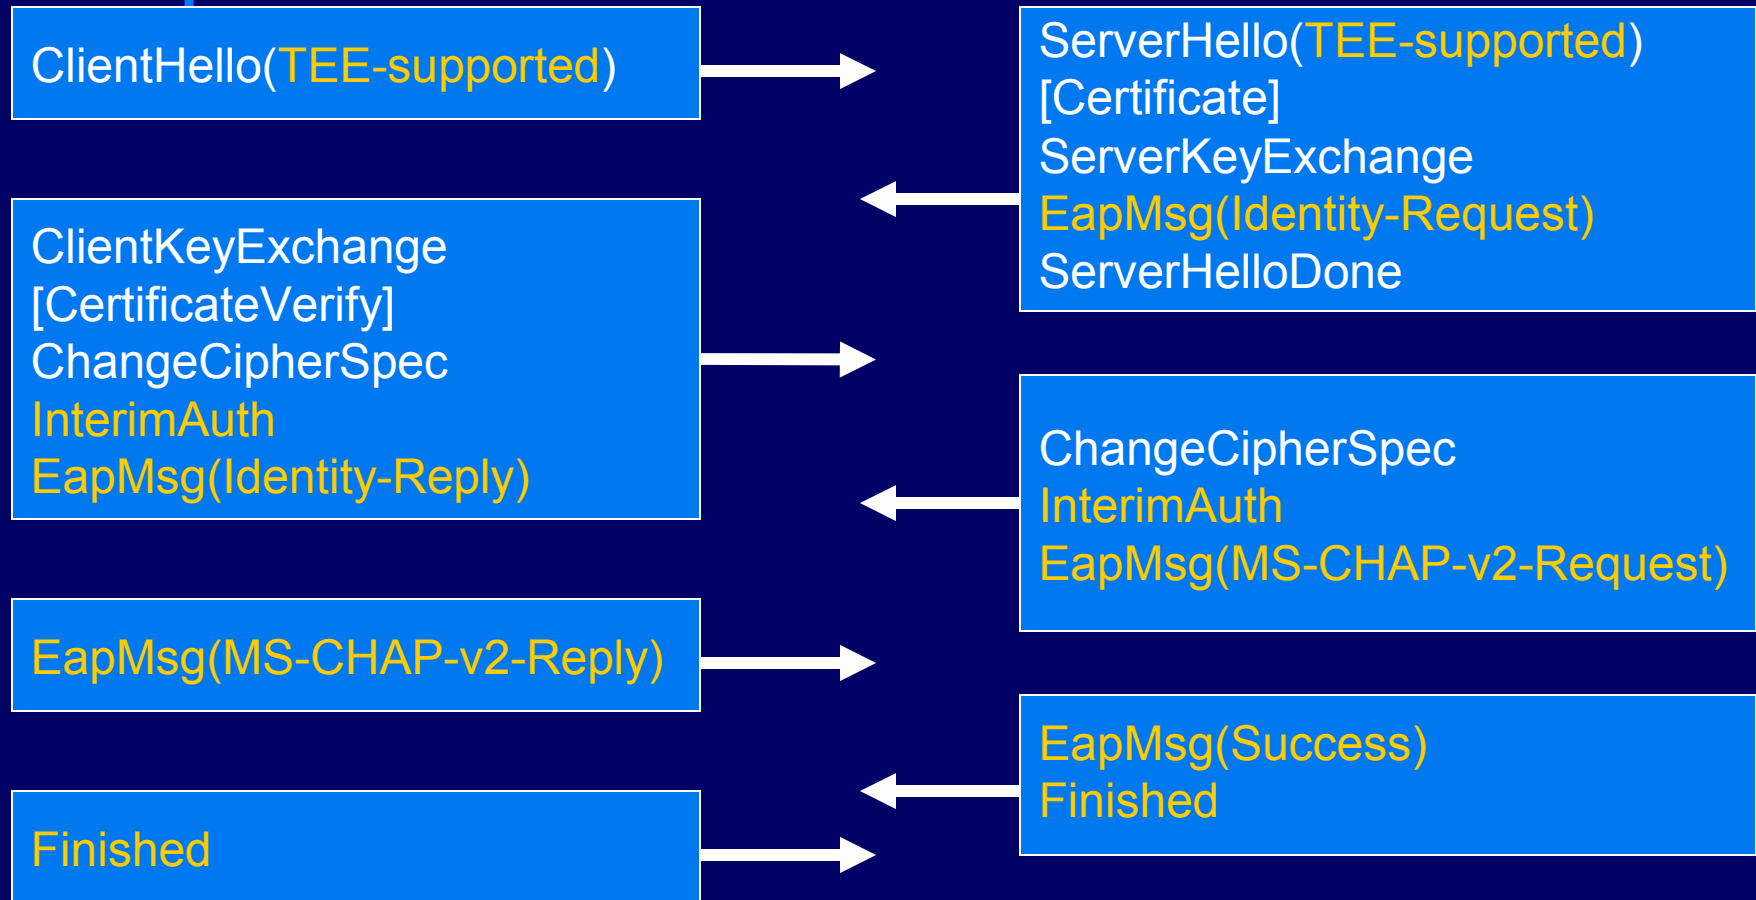 ClientHello(TEE-supported)
ServerHello(TEE-supported)
[Certificate]
ServerKeyExchange
EapMsg(Identity-Request)
ServerHelloDone
ClientKeyExchange
[CertificateVerify]
ChangeCipherSpec
InterimAuth
EapMsg(Identity-Reply)
ChangeCipherSpec
InterimAuth
EapMsg(MS-CHAP-v2-Request)
EapMsg(MS-CHAP-v2-Reply)
EapMsg(Success)
Finished
Finished